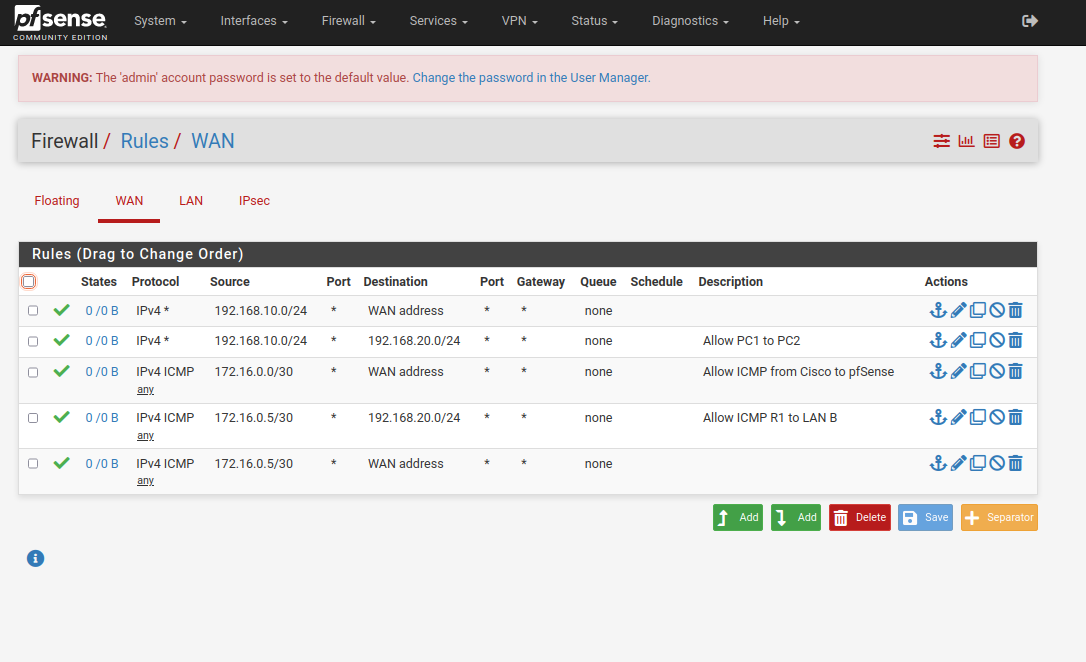 pfsense
COMMUNITY EDITION
System Interfaces Firewall Services VPN Status Diagnostics Help
WARNING: The 'admin' account password is set to the default value. Change the password in the User Manager.
Firewall / Rules / WAN
Floating WAN LAN IPsec
Rules (Drag to Change Order)
States Protocol Source Port Destination Port Gateway Queue Schedule Description Actions
0 /0 B IPv4 * 192.168.10.0/24 * WAN address * * none
0 /0 B IPv4 * 192.168.10.0/24 * 192.168.20.0/24 * * none Allow PC1 to PC2
0 /0 B IPv4 ICMP 172.16.0.0/30 * WAN address * * none Allow ICMP from Cisco to pfSense
any
0 /0 B IPv4 ICMP 172.16.0.5/30 * 192.168.20.0/24 * * none Allow ICMP R1 to LAN B
any
0 /0 B IPv4 ICMP 172.16.0.5/30 * WAN address * * none
any
Add Add Delete Save Separator